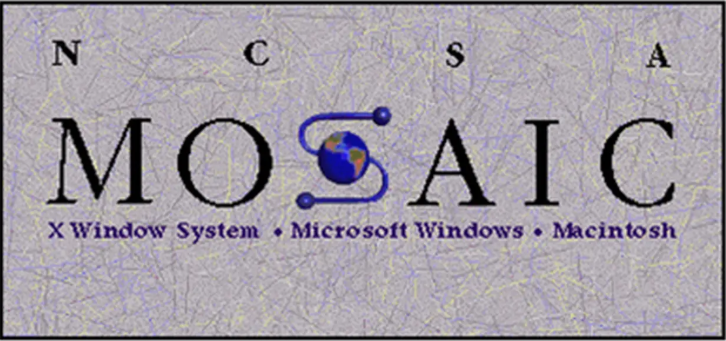 N C S A
MOSAIC
X Window System • Microsoft Windows • Macintosh